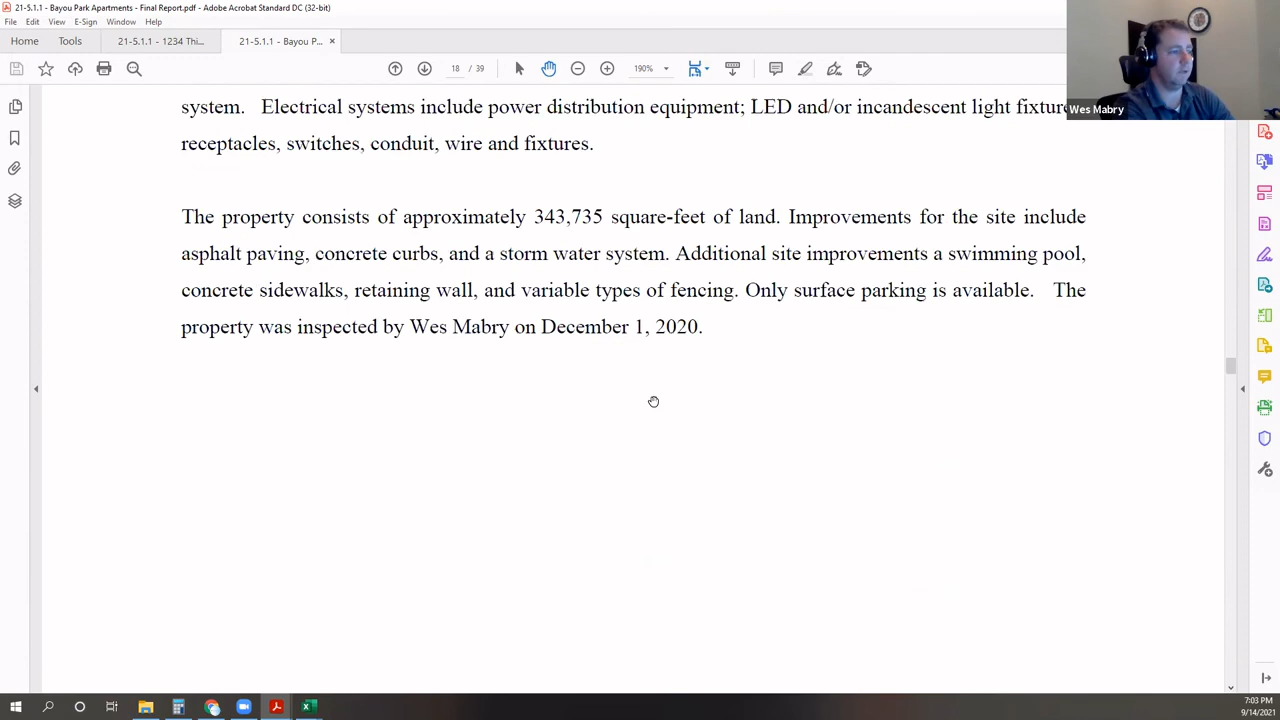 21-5.1.1 - Bayou Park Apartments - Final Report.pdf - Adobe Acrobat Standard DC (32-bit)
File Edit View E-Sign Window Help
Home Tools 21-5.1.1 - 1234 Thi... 21-5.1.1 - Bayou P... ×
18 / 39 190%
Wes Mabry
system. Electrical systems include power distribution equipment; LED and/or incandescent light fixture
receptacles, switches, conduit, wire and fixtures.
The property consists of approximately 343,735 square-feet of land. Improvements for the site include
asphalt paving, concrete curbs, and a storm water system. Additional site improvements a swimming pool,
concrete sidewalks, retaining wall, and variable types of fencing. Only surface parking is available. The
property was inspected by Wes Mabry on December 1, 2020.
7:03 PM
9/14/2021